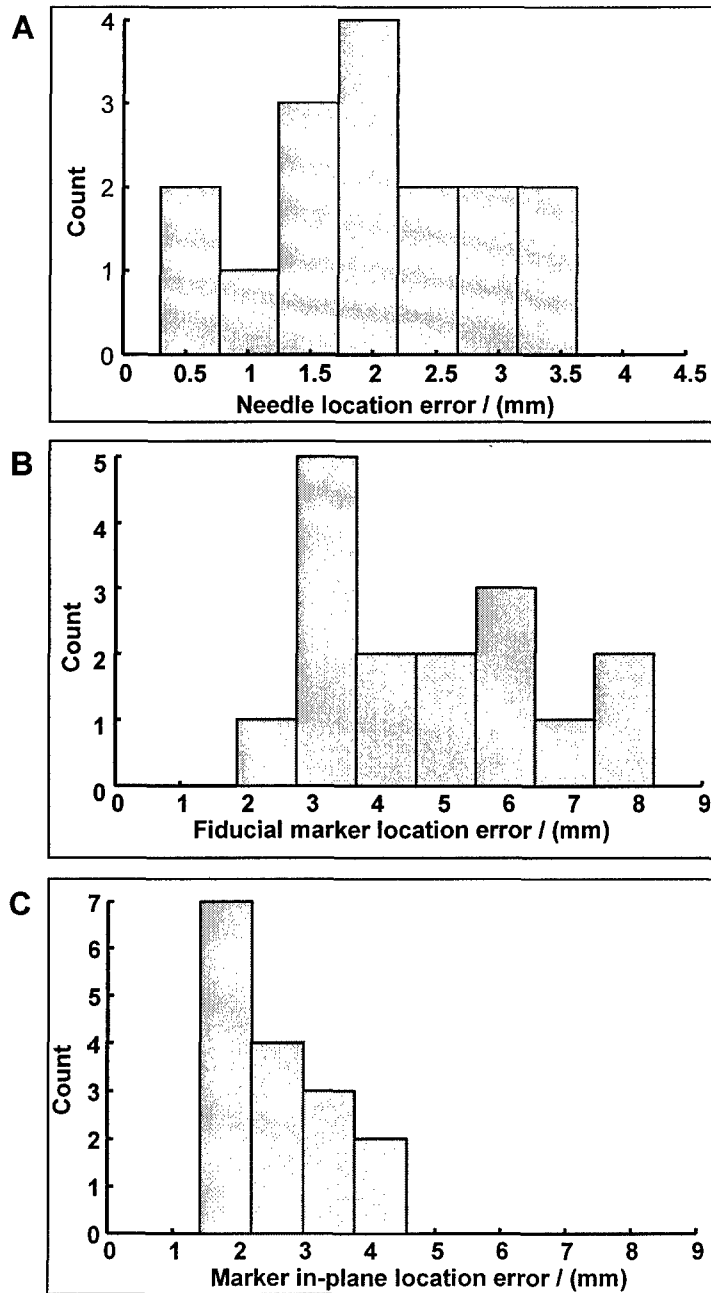 A
4
3
2
1
0
Count
0 0.5 1 1.5 2 2.5 3 3.5 4 4.5
Needle location error / (mm)
B
5
4
3
2
1
0
Count
0 1 2 3 4 5 6 7 8 9
Fiducial marker location error / (mm)
C
7
6
5
4
3
2
1
0
Count
0 1 2 3 4 5 6 7 8 9
Marker in-plane location error / (mm)